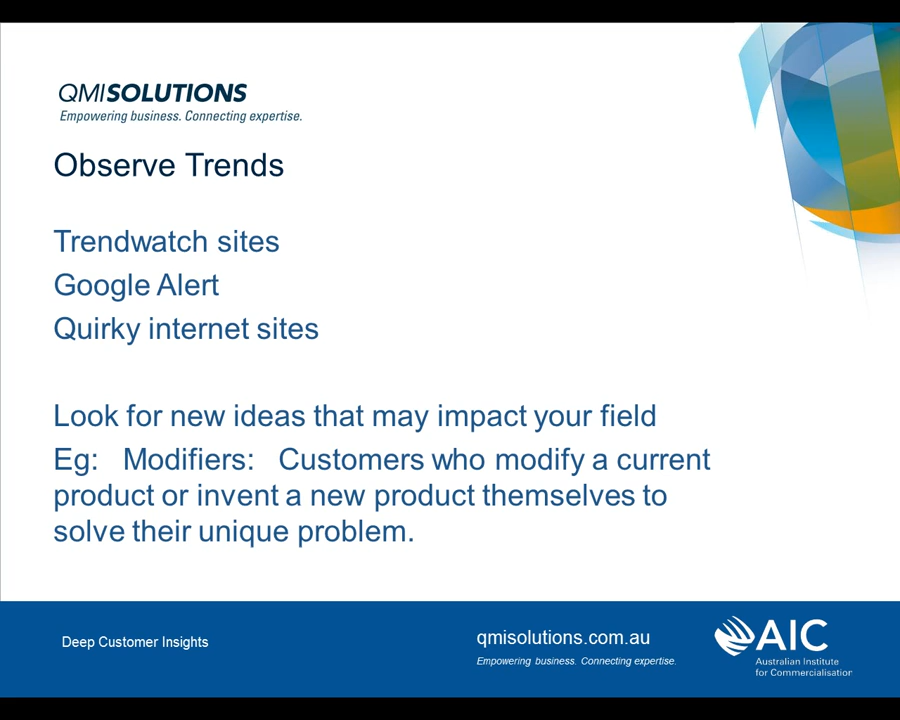 QMISOLUTIONS
Empowering business. Connecting expertise.
Observe Trends
Trendwatch sites
Google Alert
Quirky internet sites
Look for new ideas that may impact your field
Eg: Modifiers: Customers who modify a current
product or invent a new product themselves to
solve their unique problem.
Deep Customer Insights
qmisolutions.com.au
Empowering business. Connecting expertise.
AIC
Australian Institute
for Commercialisation